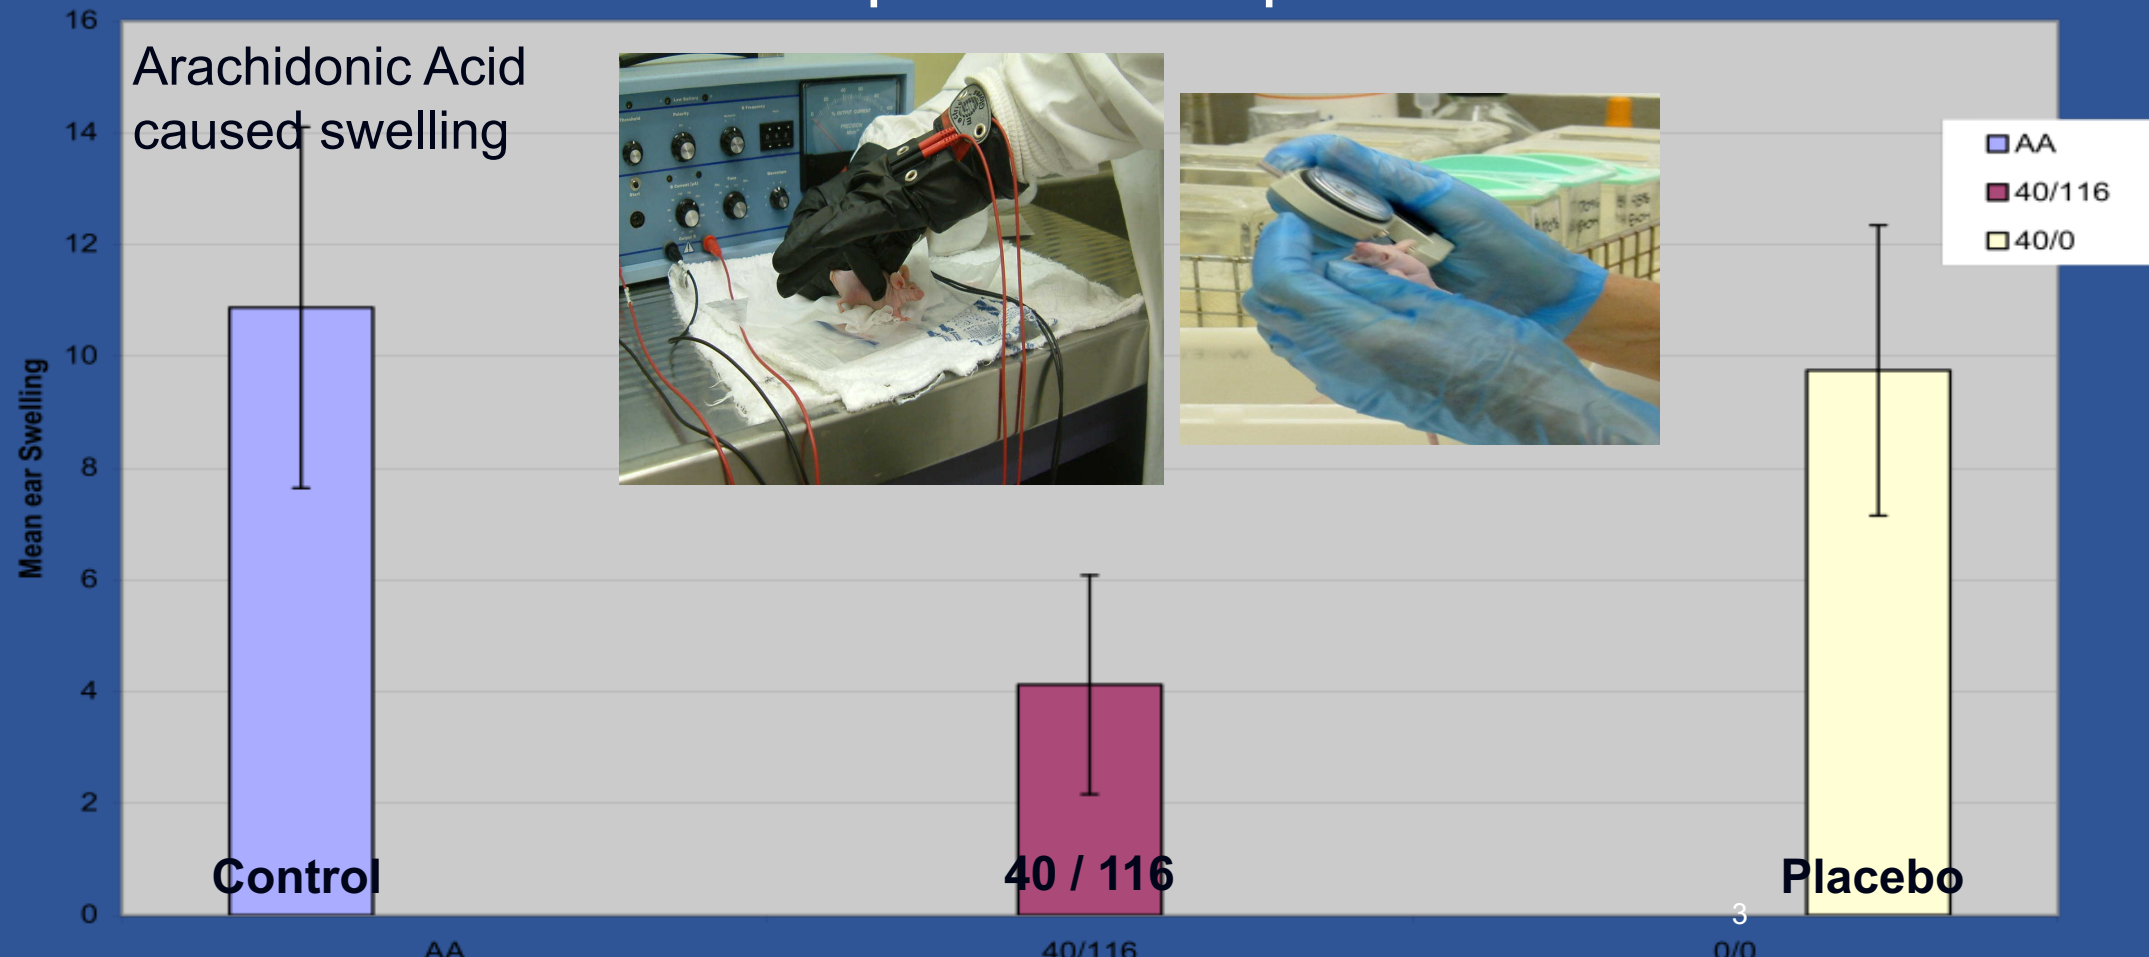 16
14
12
10
8
6
4
2
0
Mean ear Swelling
Arachidonic Acid
caused swelling
AA
40/116
40/0
Control
40 / 116
Placebo
3
AA
40/116
0/0